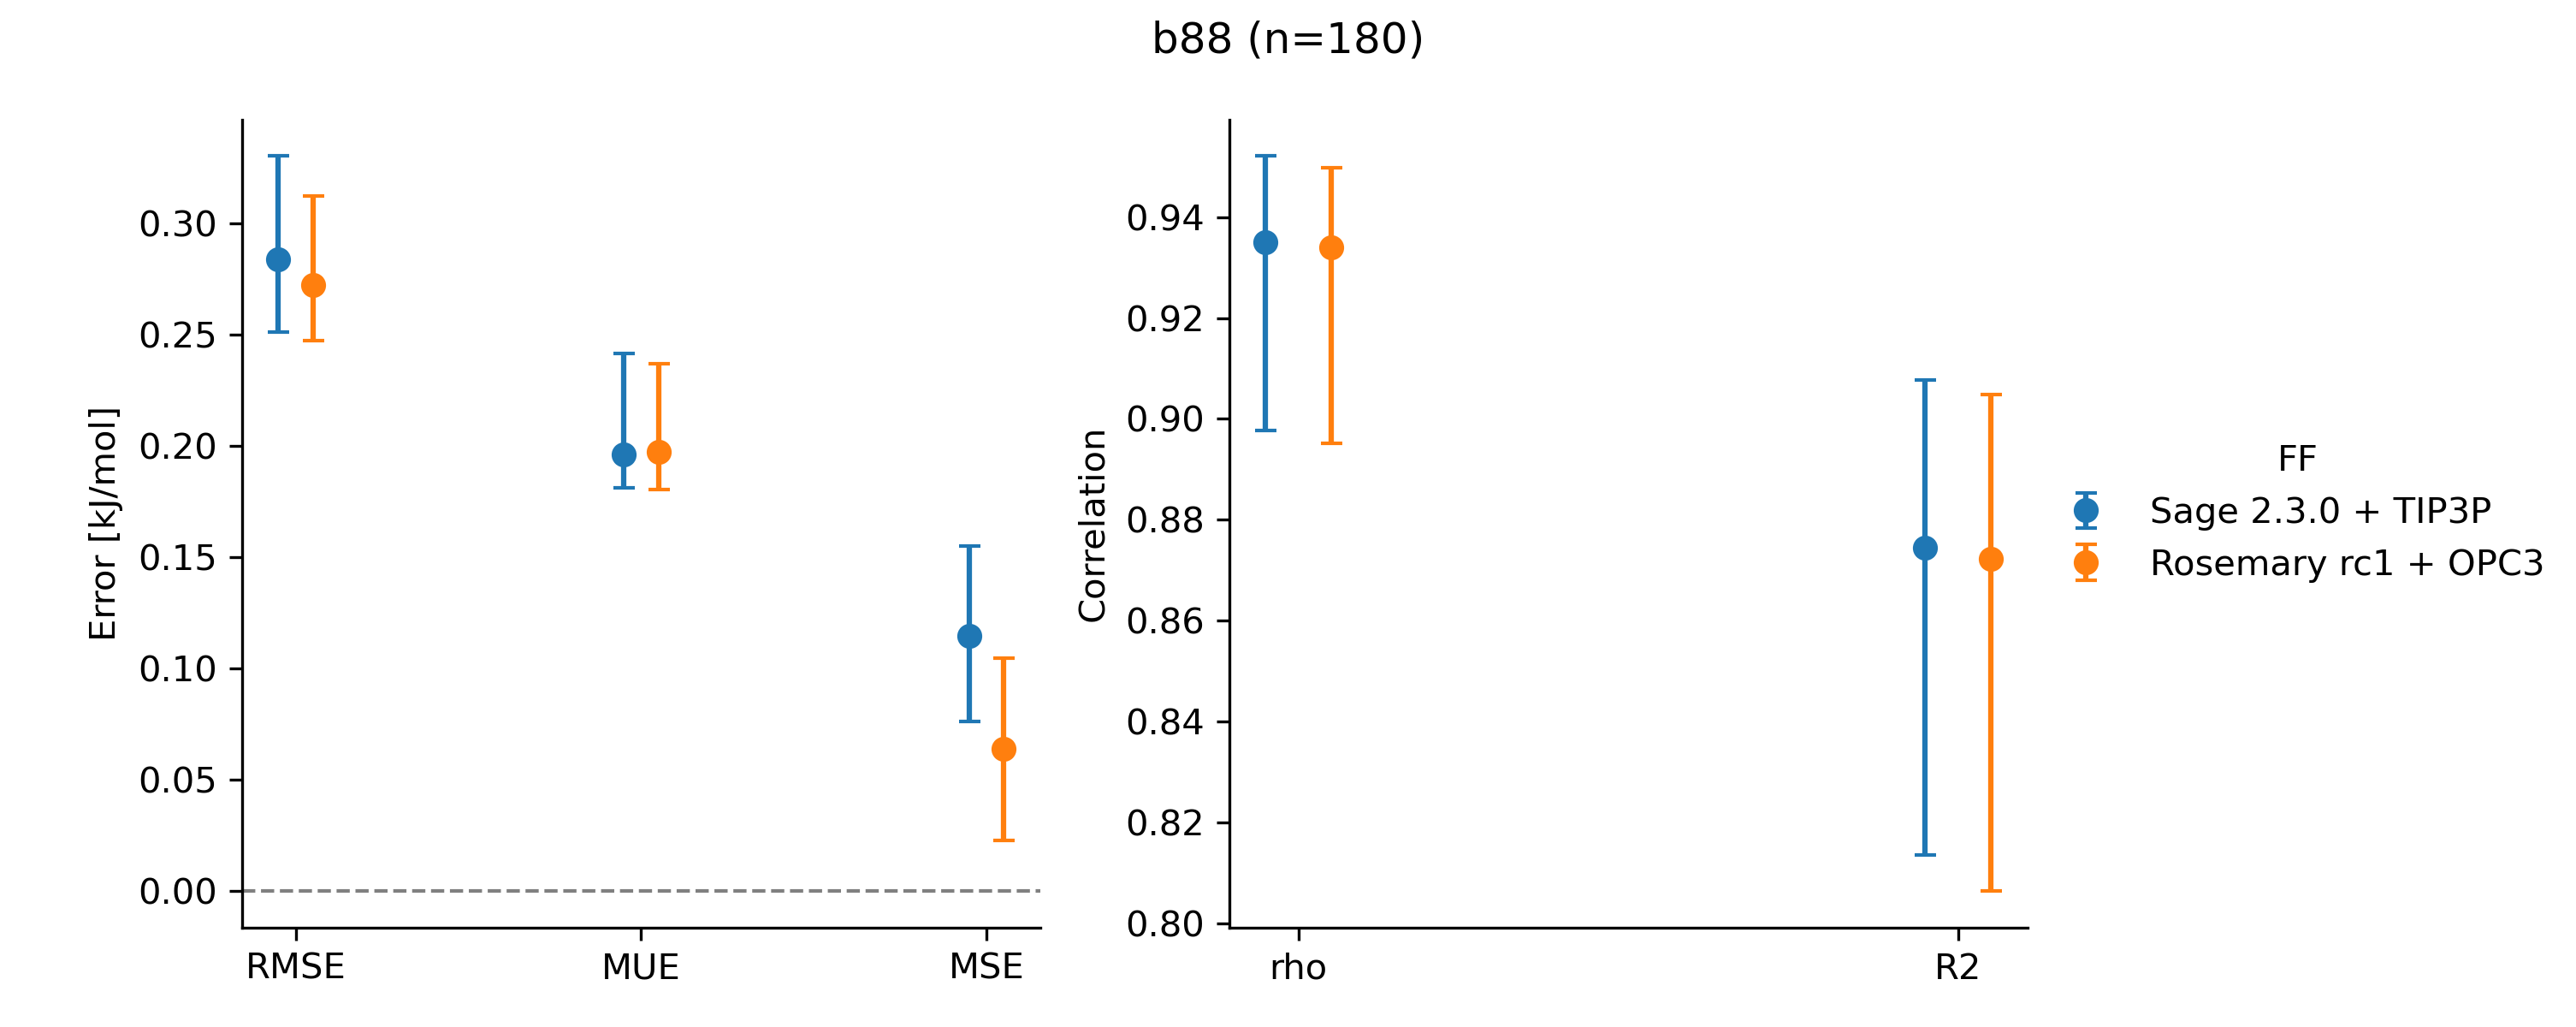 b88 (n=180)
Error [kJ/mol]
0.30
0.25
0.20
0.15
0.10
0.05
0.00
RMSE
MUE
MSE
Correlation
0.94
0.92
0.90
0.88
0.86
0.84
0.82
0.80
rho
R2
FF
Sage 2.3.0 + TIP3P
Rosemary rc1 + OPC3